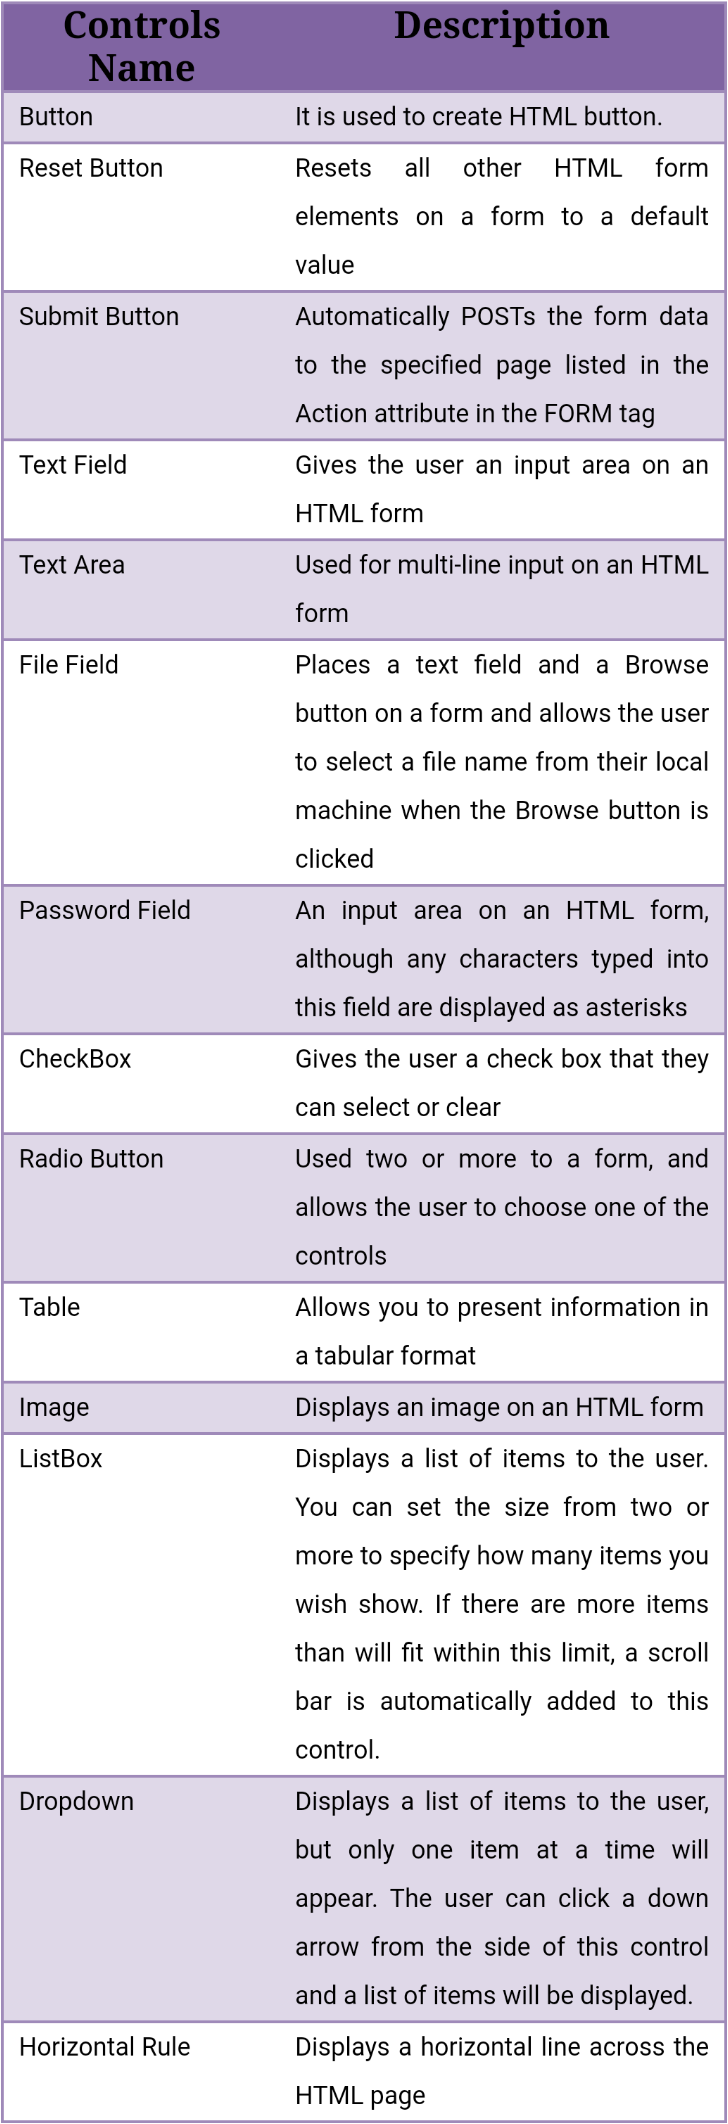 Controls
Name
Description
Button
It is used to create HTML button.
Reset Button
Resets all other HTML form
elements on a form to a default
value
Submit Button
Automatically POSTs the form data
to the specified page listed in the
Action attribute in the FORM tag
Text Field
Gives the user an input area on an
HTML form
Text Area
Used for multi-line input on an HTML
form
File Field
Places a text field and a Browse
button on a form and allows the user
to select a file name from their local
machine when the Browse button is
clicked
Password Field
An input area on an HTML form,
although any characters typed into
this field are displayed as asterisks
CheckBox
Gives the user a check box that they
can select or clear
Radio Button
Used two or more to a form, and
allows the user to choose one of the
controls
Table
Allows you to present information in
a tabular format
Image
Displays an image on an HTML form
ListBox
Displays a list of items to the user.
You can set the size from two or
more to specify how many items you
wish show. If there are more items
than will fit within this limit, a scroll
bar is automatically added to this
control.
Dropdown
Displays a list of items to the user,
but only one item at a time will
appear. The user can click a down
arrow from the side of this control
and a list of items will be displayed.
Horizontal Rule
Displays a horizontal line across the
HTML page